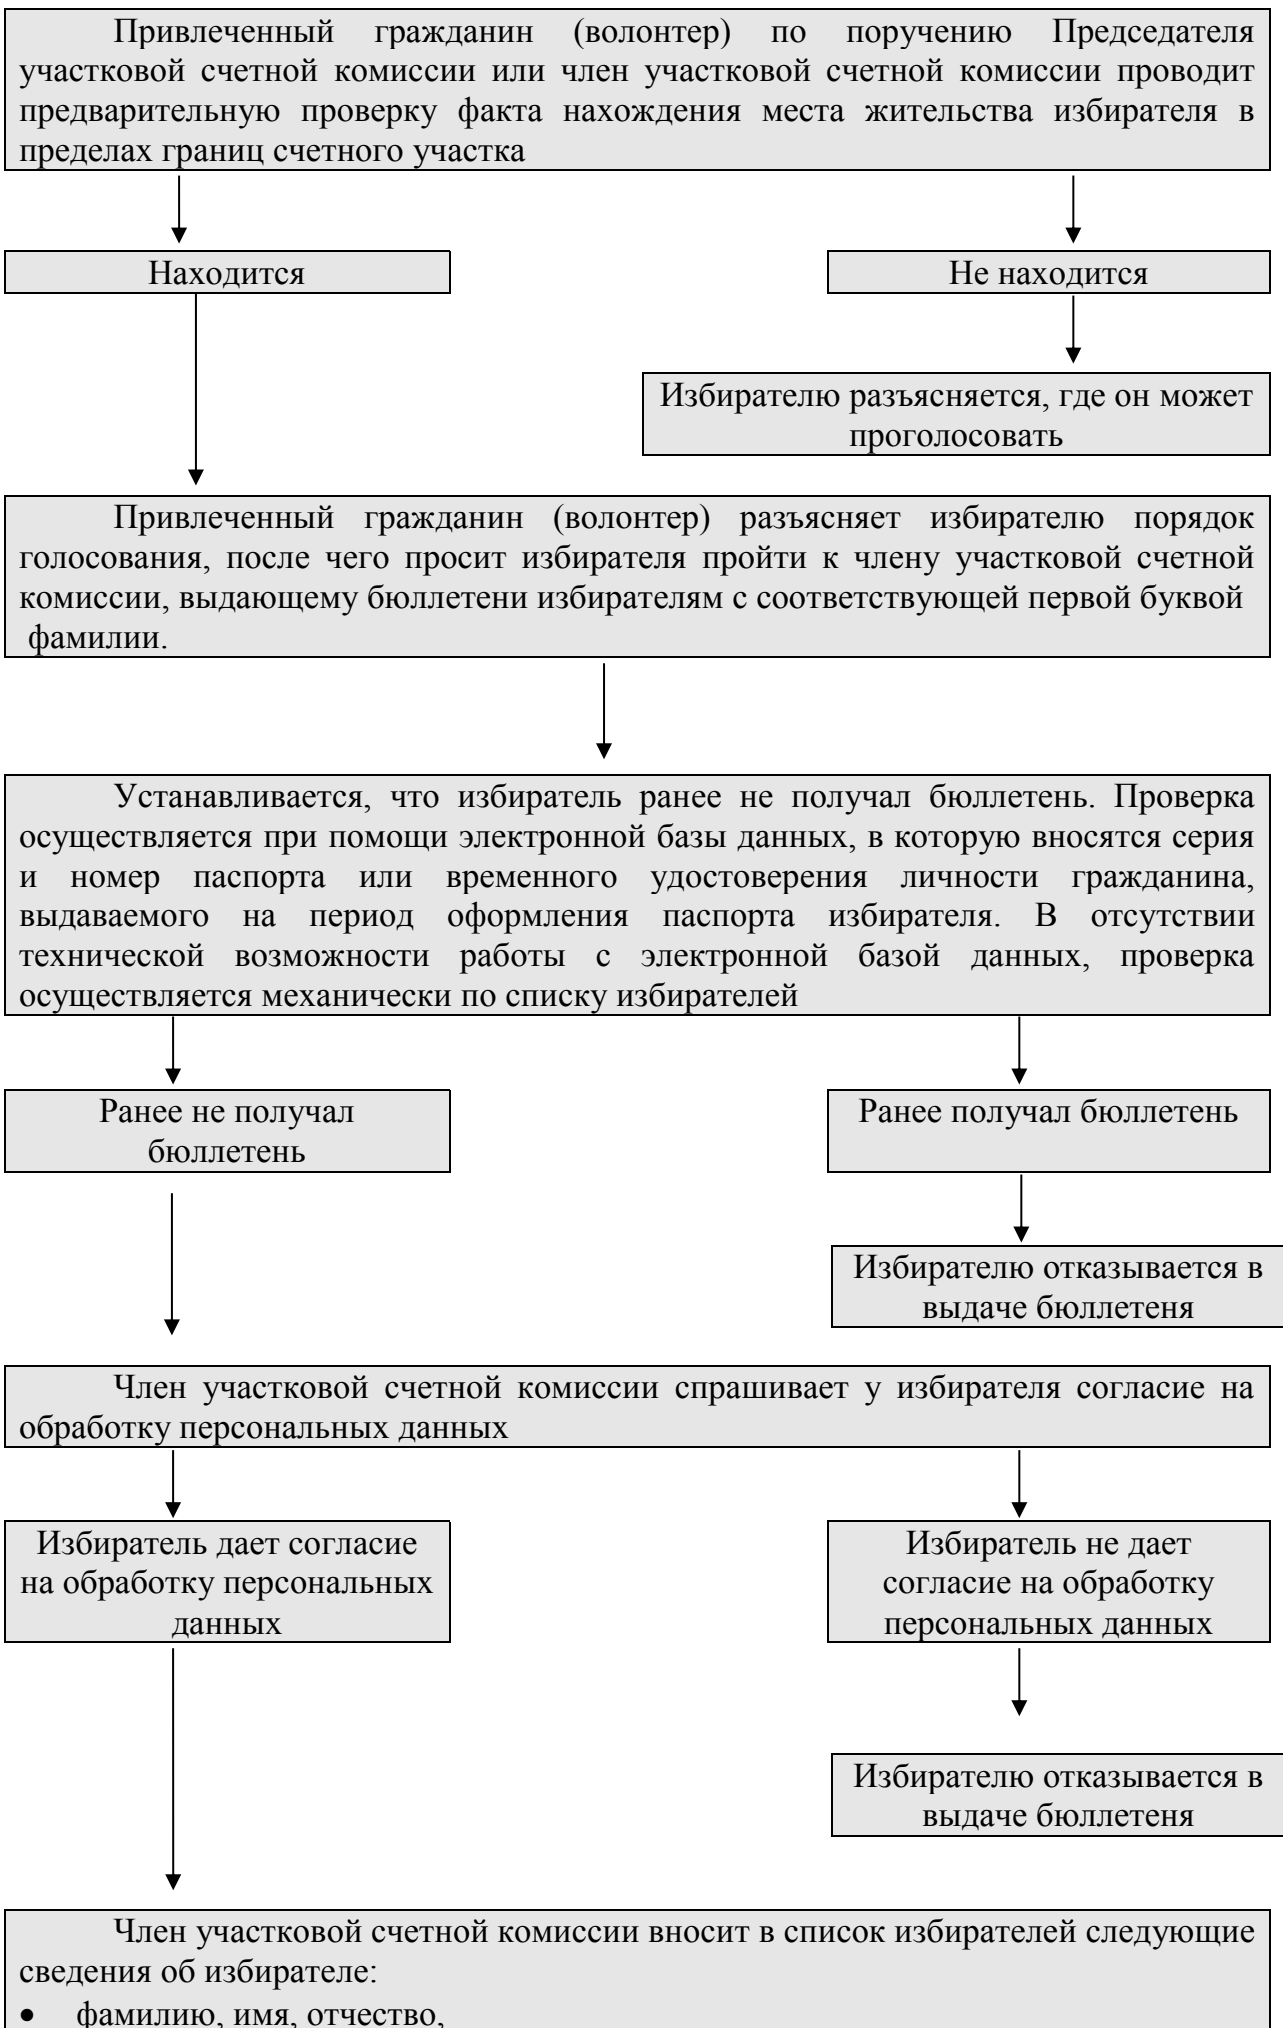 Привлеченный гражданин (волонтер) по поручению Председателя
участковой счетной комиссии или член участковой счетной комиссии проводит
предварительную проверку факта нахождения места жительства избирателя в
пределах границ счетного участка
Находится
Не находится
Избирателю разъясняется, где он может
проголосовать
Привлеченный гражданин (волонтер) разъясняет избирателю порядок
голосования, после чего просит избирателя пройти к члену участковой счетной
комиссии, выдающему бюллетени избирателям с соответствующей первой буквой
фамилии.
Устанавливается, что избиратель ранее не получал бюллетень. Проверка
осуществляется при помощи электронной базы данных, в которую вносятся серия
и номер паспорта или временного удостоверения личности гражданина,
выдаваемого на период оформления паспорта избирателя. В отсутствии
технической возможности работы с электронной базой данных, проверка
осуществляется механически по списку избирателей
Ранее не получал
бюллетень
Ранее получал бюллетень
Избирателю отказывается в
выдаче бюллетеня
Член участковой счетной комиссии спрашивает у избирателя согласие на
обработку персональных данных
Избиратель дает согласие
на обработку персональных
данных
Избиратель не дает
согласие на обработку
персональных данных
Избирателю отказывается в
выдаче бюллетеня
Член участковой счетной комиссии вносит в список избирателей следующие
сведения об избирателе:
• фамилию, имя, отчество,